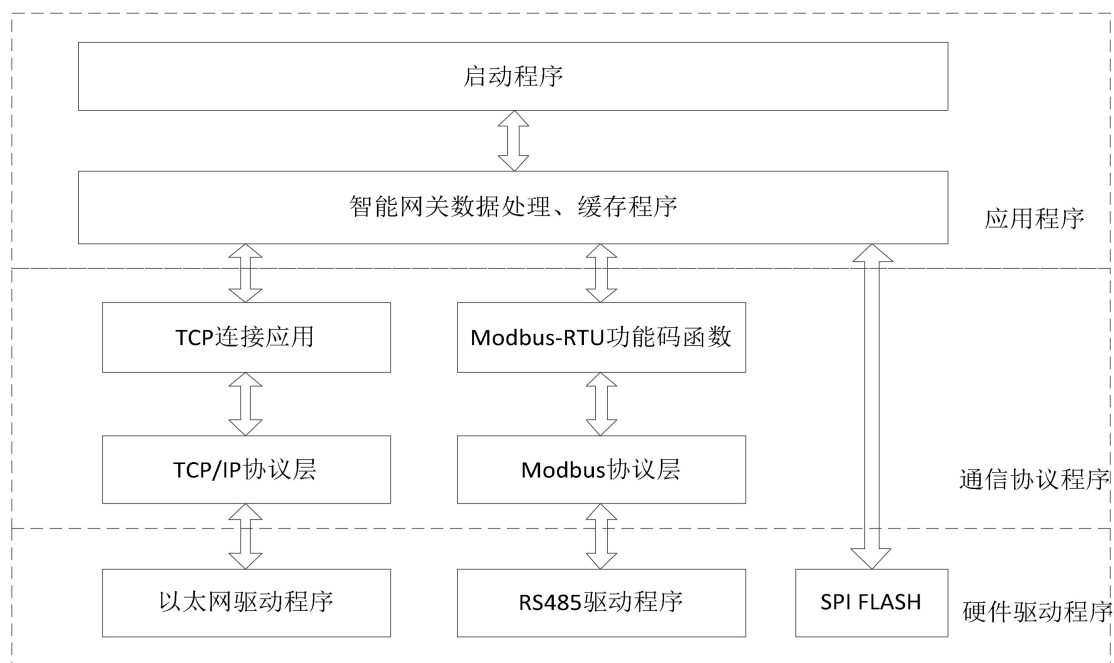 启动程序
智能网关数据处理、缓存程序
应用程序
TCP连接应用
Modbus-RTU功能码函数
TCP/IP协议层
Modbus协议层
通信协议程序
以太网驱动程序
RS485驱动程序
SPI FLASH
硬件驱动程序